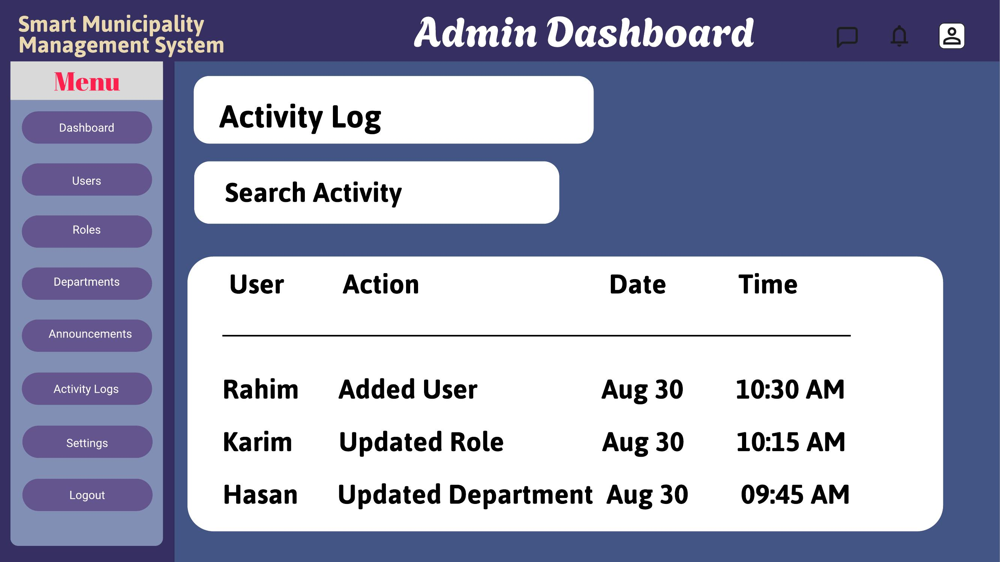 Smart Municipality
Management System
Admin Dashboard
Menu
Dashboard
Users
Roles
Departments
Announcements
Activity Logs
Settings
Logout
Activity Log
Search Activity
User Action Date Time
Rahim Added User Aug 30 10:30 AM
Karim Updated Role Aug 30 10:15 AM
Hasan Updated Department Aug 30 09:45 AM